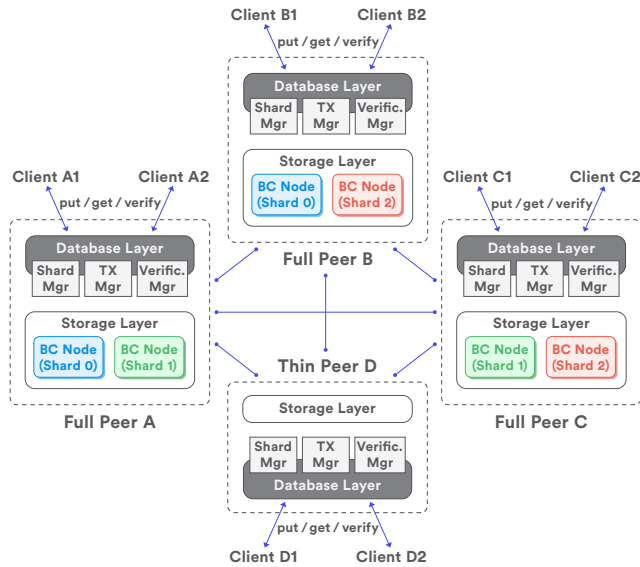 Client B1
Client B2
put / get / verify
Database Layer
Shard Mgr
TX Mgr
Verific. Mgr
Storage Layer
BC Node
(Shard 0)
BC Node
(Shard 2)
Full Peer B
Client A1
Client A2
put / get / verify
Database Layer
Shard Mgr
TX Mgr
Verific. Mgr
Storage Layer
BC Node
(Shard 0)
BC Node
(Shard 1)
Full Peer A
Client C1
Client C2
put / get / verify
Database Layer
Shard Mgr
TX Mgr
Verific. Mgr
Storage Layer
BC Node
(Shard 1)
BC Node
(Shard 2)
Full Peer C
Thin Peer D
Storage Layer
Shard Mgr
TX Mgr
Verific. Mgr
Database Layer
put / get / verify
Client D1
Client D2